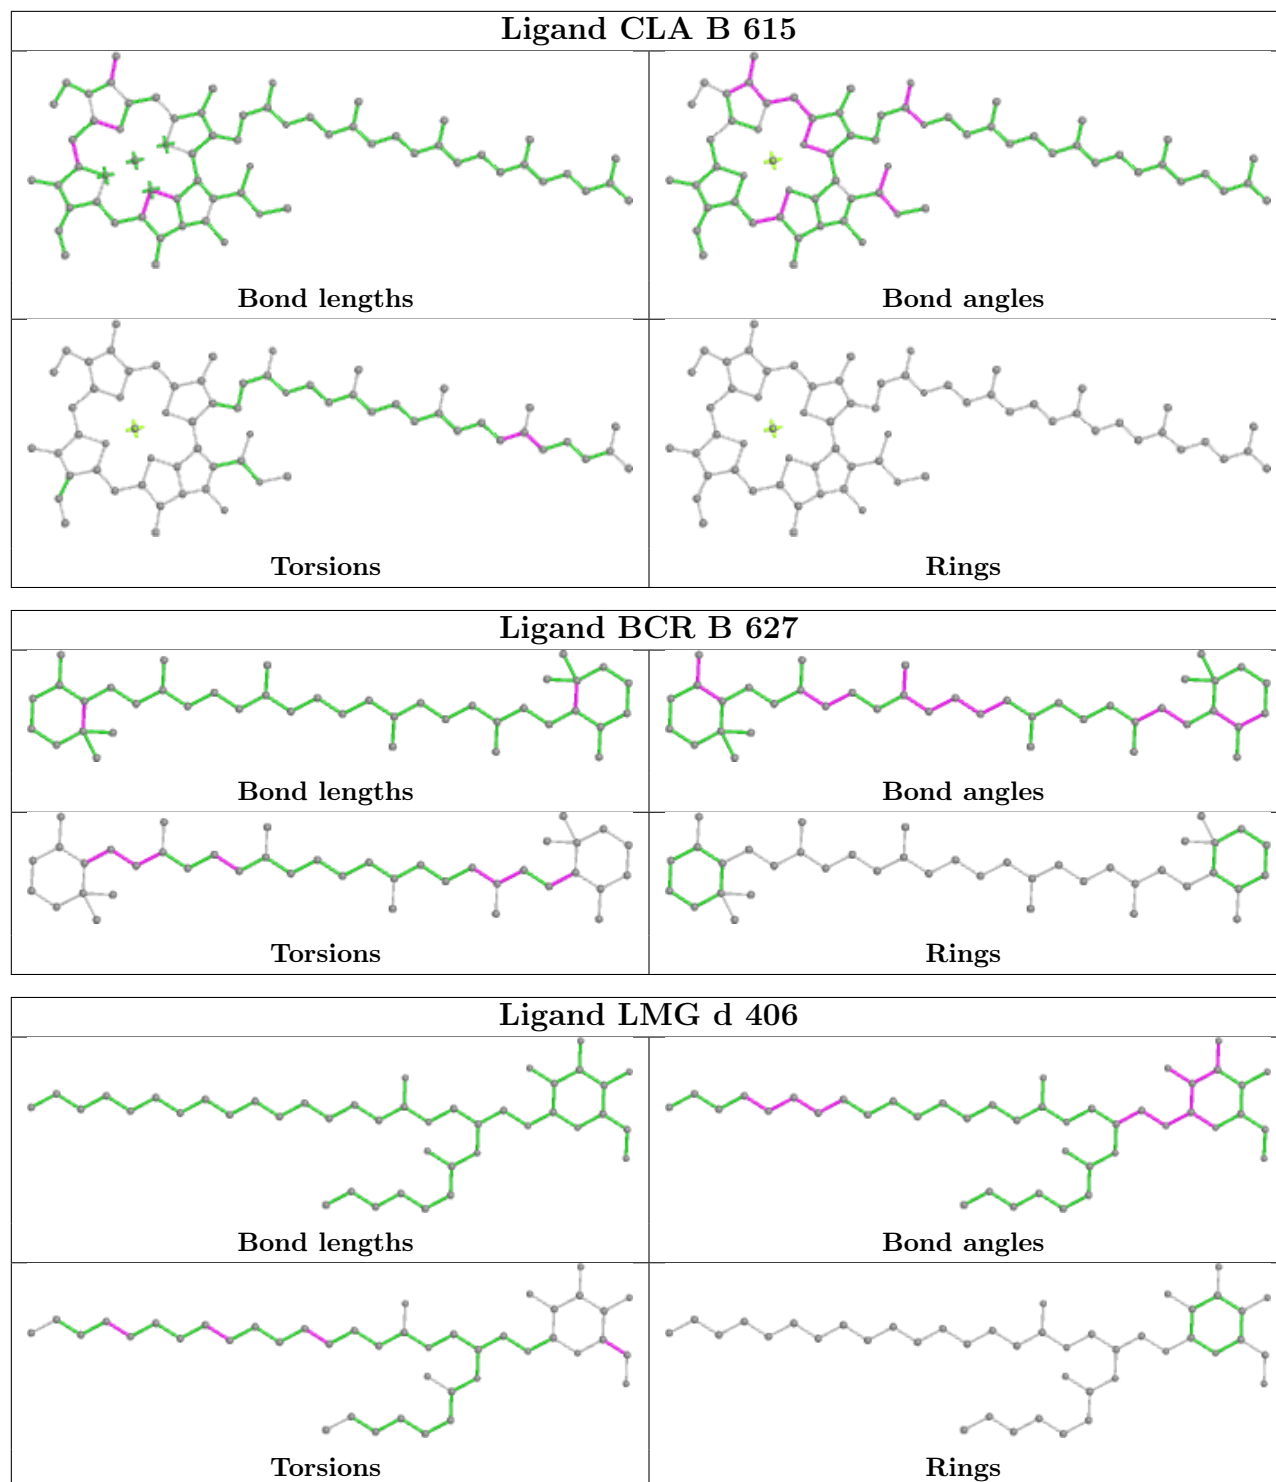 Ligand CLA B 615
Bond lengths
Bond angles
Torsions
Rings
Ligand BCR B 627
Bond lengths
Bond angles
Torsions
Rings
Ligand LMG d 406
Bond lengths
Bond angles
Torsions
Rings